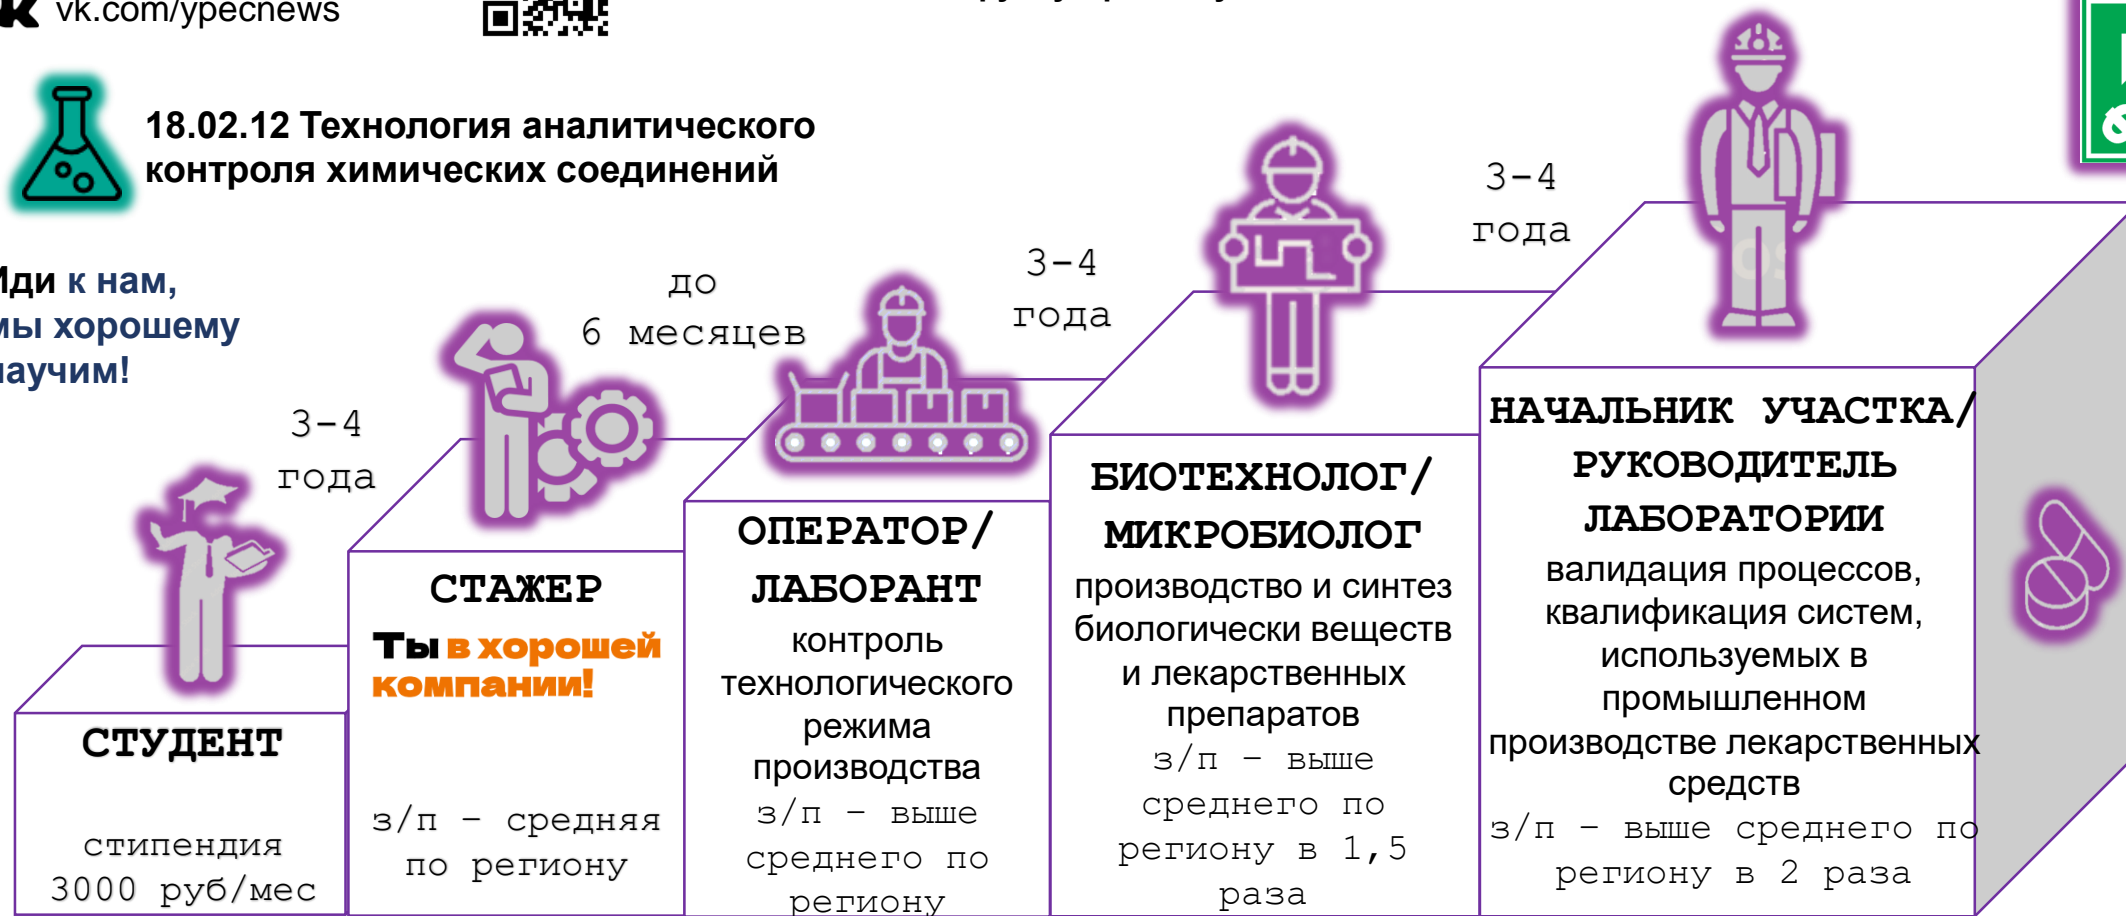 vk.com/ypecnews
18.02.12 Технология аналитического
контроля химических соединений
Иди к нам,
мы хорошему
научим!
3-4
года
до
6 месяцев
3-4
года
3-4
года
СТУДЕНТ
стипендия
3000 руб/мес
СТАЖЕР
Ты в хорошей
компании!
з/п – средняя
по региону
ОПЕРАТОР/
ЛАБОРАНТ
контроль
технологического
режима
производства
з/п – выше
среднего по
региону
БИОТЕХНОЛОГ/
МИКРОБИОЛОГ
производство и синтез
биологически веществ
и лекарственных
препаратов
з/п – выше
среднего по
региону в 1,5
раза
НАЧАЛЬНИК УЧАСТКА/
РУКОВОДИТЕЛЬ
ЛАБОРАТОРИИ
валидация процессов,
квалификация систем,
используемых в
промышленном
производстве лекарственных
средств
з/п – выше среднего по
региону в 2 раза